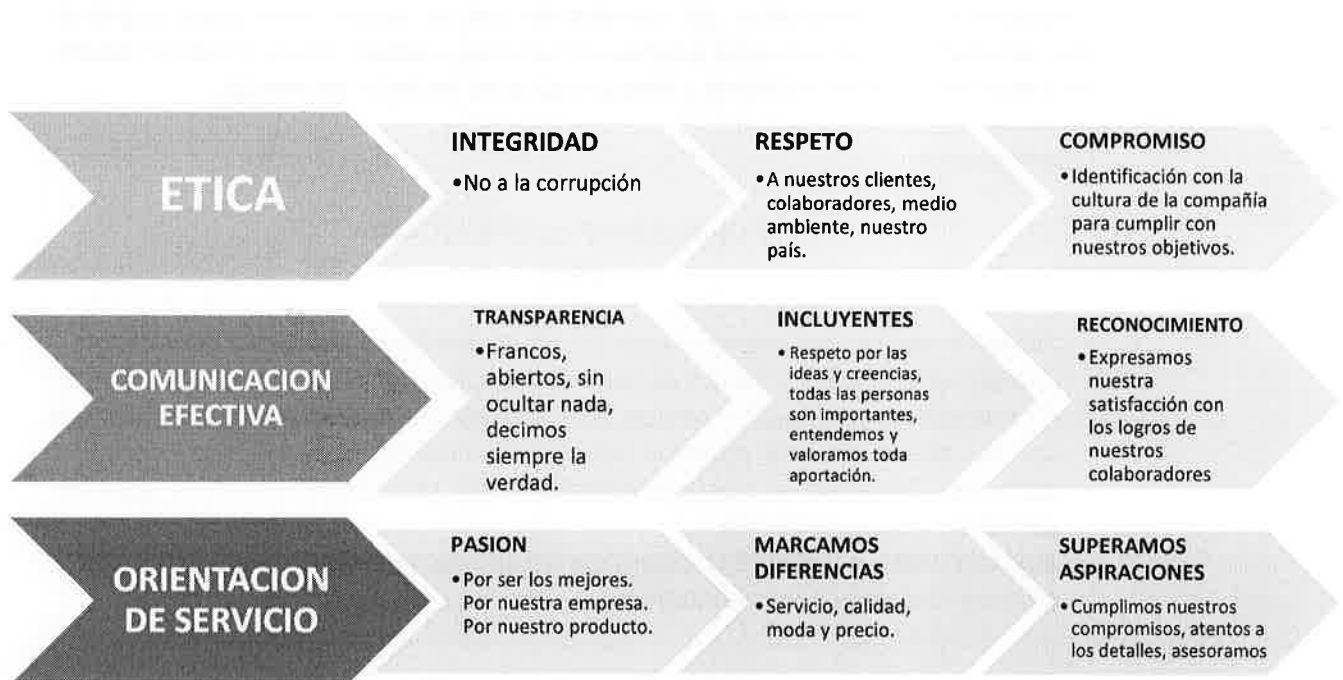 ETICA
INTEGRIDAD
•No a la corrupción
RESPETO
•A nuestros clientes,
colaboradores, medio
ambiente, nuestro
país.
COMPROMISO
•Identificación con la
cultura de la compañía
para cumplir con
nuestros objetivos.
COMUNICACION
EFECTIVA
TRANSPARENCIA
•Francos,
abiertos, sin
ocultar nada,
decimos
siempre la
verdad.
INCLUYENTES
•Respeto por las
ideas y creencias,
todas las personas
son importantes,
entendemos y
valoramos toda
aportación.
RECONOCIMIENTO
•Expresamos
nuestra
satisfacción con
los logros de
nuestros
colaboradores
ORIENTACION
DE SERVICIO
PASION
•Por ser los mejores.
Por nuestra empresa.
Por nuestro producto.
MARCAMOS
DIFERENCIAS
•Servicio, calidad,
moda y precio.
SUPERAMOS
ASPIRACIONES
•Cumplimos nuestros
compromisos, atentos a
los detalles, asesoramos